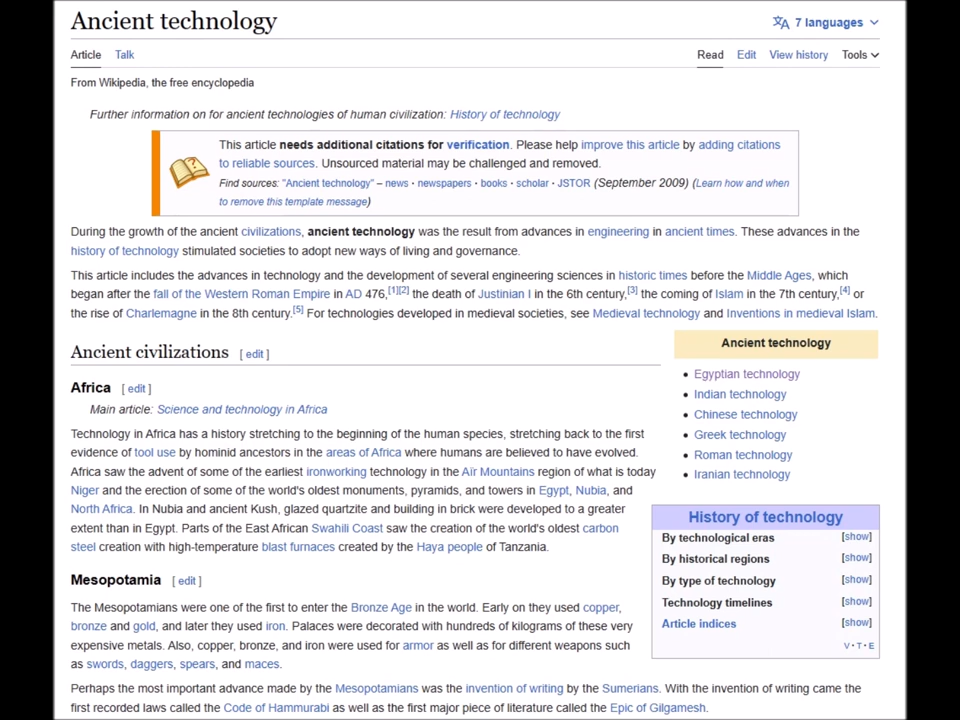 Ancient technology
7 languages
Article Talk
Read Edit View history Tools
From Wikipedia, the free encyclopedia
Further information on for ancient technologies of human civilization: History of technology
This article needs additional citations for verification. Please help improve this article by adding citations
to reliable sources. Unsourced material may be challenged and removed.
Find sources: "Ancient technology" – news · newspapers · books · scholar · JSTOR (September 2009) (Learn how and when
to remove this template message)
During the growth of the ancient civilizations, ancient technology was the result from advances in engineering in ancient times. These advances in the
history of technology stimulated societies to adopt new ways of living and governance.
This article includes the advances in technology and the development of several engineering sciences in historic times before the Middle Ages, which
began after the fall of the Western Roman Empire in AD 476,[1][2] the death of Justinian I in the 6th century,[3] the coming of Islam in the 7th century,[4] or
the rise of Charlemagne in the 8th century.[5] For technologies developed in medieval societies, see Medieval technology and Inventions in medieval Islam.
Ancient civilizations [ edit ]
Africa [ edit ]
Main article: Science and technology in Africa
Technology in Africa has a history stretching to the beginning of the human species, stretching back to the first
evidence of tool use by hominid ancestors in the areas of Africa where humans are believed to have evolved.
Africa saw the advent of some of the earliest ironworking technology in the Aïr Mountains region of what is today
Niger and the erection of some of the world's oldest monuments, pyramids, and towers in Egypt, Nubia, and
North Africa. In Nubia and ancient Kush, glazed quartzite and building in brick were developed to a greater
extent than in Egypt. Parts of the East African Swahili Coast saw the creation of the world's oldest carbon
steel creation with high-temperature blast furnaces created by the Haya people of Tanzania.
Mesopotamia [ edit ]
The Mesopotamians were one of the first to enter the Bronze Age in the world. Early on they used copper,
bronze and gold, and later they used iron. Palaces were decorated with hundreds of kilograms of these very
expensive metals. Also, copper, bronze, and iron were used for armor as well as for different weapons such
as swords, daggers, spears, and maces.
Perhaps the most important advance made by the Mesopotamians was the invention of writing by the Sumerians. With the invention of writing came the
first recorded laws called the Code of Hammurabi as well as the first major piece of literature called the Epic of Gilgamesh.
Ancient technology
Egyptian technology
Indian technology
Chinese technology
Greek technology
Roman technology
Iranian technology
History of technology
By technological eras [show]
By historical regions [show]
By type of technology [show]
Technology timelines [show]
Article indices [show]
V · T · E